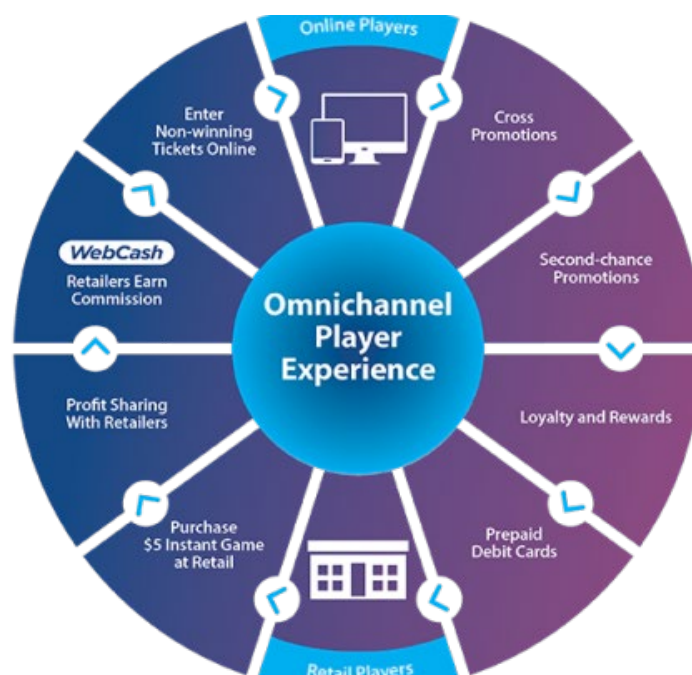 Online Players
Cross
Promotions
Second-chance
Promotions
Loyalty and Rewards
Prepaid
Debit Cards
Retail Players
Purchase
$5 Instant Game
at Retail
Profit Sharing
With Retailers
WebCash
Retailers Earn
Commission
Enter
Non-winning
Tickets Online
Omnichannel
Player
Experience